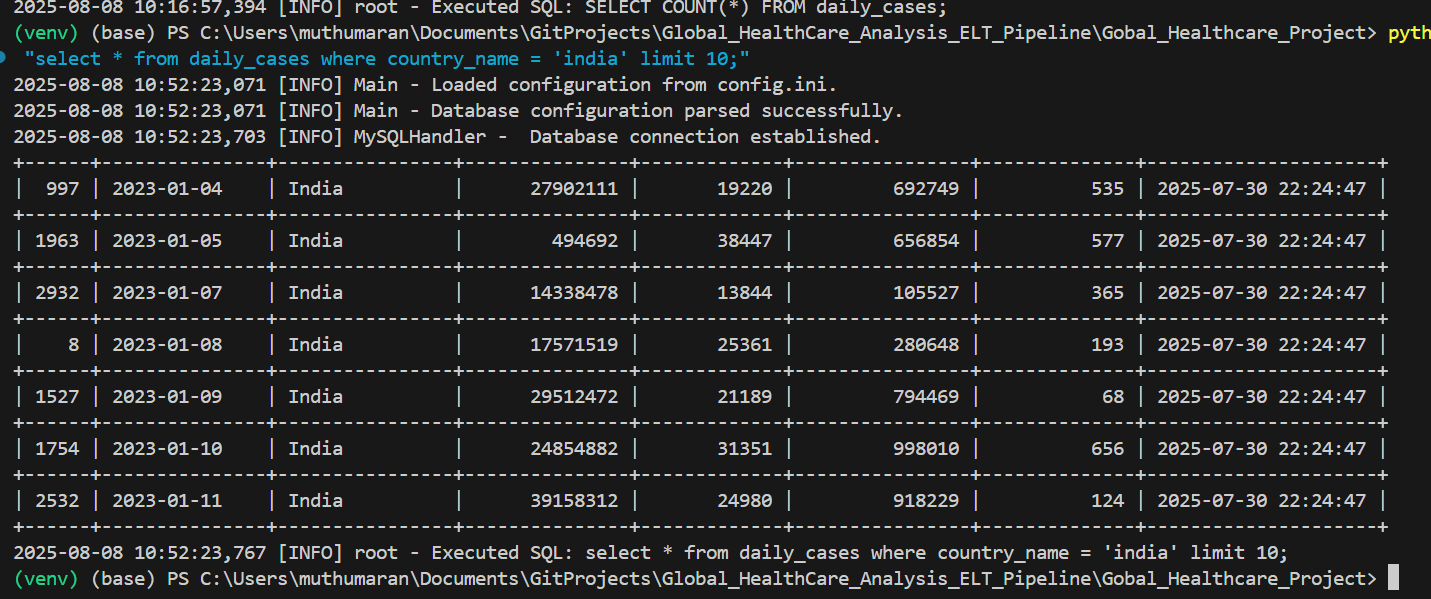 2025-08-08 10:16:57,394 [INFO] root - Executed SQL: SELECT COUNT(*) FROM daily_cases;
(venv) (base) PS C:\Users\muthumaran\Documents\GitProjects\Global_HealthCare_Analysis_ELT_Pipeline\Gobal_Healthcare_Project> pyth
"select * from daily_cases where country_name = 'india' limit 10;"
2025-08-08 10:52:23,071 [INFO] Main - Loaded configuration from config.ini.
2025-08-08 10:52:23,071 [INFO] Main - Database configuration parsed successfully.
2025-08-08 10:52:23,703 [INFO] MySQLHandler -  Database connection established.
+------+---------------+----------------+---------------+-------------+----------------+--------------+---------------------+
|  997 | 2023-01-04    | India          |      27902111 |       19220 |         692749 |          535 | 2025-07-30 22:24:47 |
+------+---------------+----------------+---------------+-------------+----------------+--------------+---------------------+
| 1963 | 2023-01-05    | India          |        494692 |       38447 |         656854 |          577 | 2025-07-30 22:24:47 |
+------+---------------+----------------+---------------+-------------+----------------+--------------+---------------------+
| 2932 | 2023-01-07    | India          |      14338478 |       13844 |         105527 |          365 | 2025-07-30 22:24:47 |
+------+---------------+----------------+---------------+-------------+----------------+--------------+---------------------+
|    8 | 2023-01-08    | India          |      17571519 |       25361 |         280648 |          193 | 2025-07-30 22:24:47 |
+------+---------------+----------------+---------------+-------------+----------------+--------------+---------------------+
| 1527 | 2023-01-09    | India          |      29512472 |       21189 |         794469 |           68 | 2025-07-30 22:24:47 |
+------+---------------+----------------+---------------+-------------+----------------+--------------+---------------------+
| 1754 | 2023-01-10    | India          |      24854882 |       31351 |         998010 |          656 | 2025-07-30 22:24:47 |
+------+---------------+----------------+---------------+-------------+----------------+--------------+---------------------+
| 2532 | 2023-01-11    | India          |      39158312 |       24980 |         918229 |          124 | 2025-07-30 22:24:47 |
+------+---------------+----------------+---------------+-------------+----------------+--------------+---------------------+
2025-08-08 10:52:23,767 [INFO] root - Executed SQL: select * from daily_cases where country_name = 'india' limit 10;
(venv) (base) PS C:\Users\muthumaran\Documents\GitProjects\Global_HealthCare_Analysis_ELT_Pipeline\Gobal_Healthcare_Project>